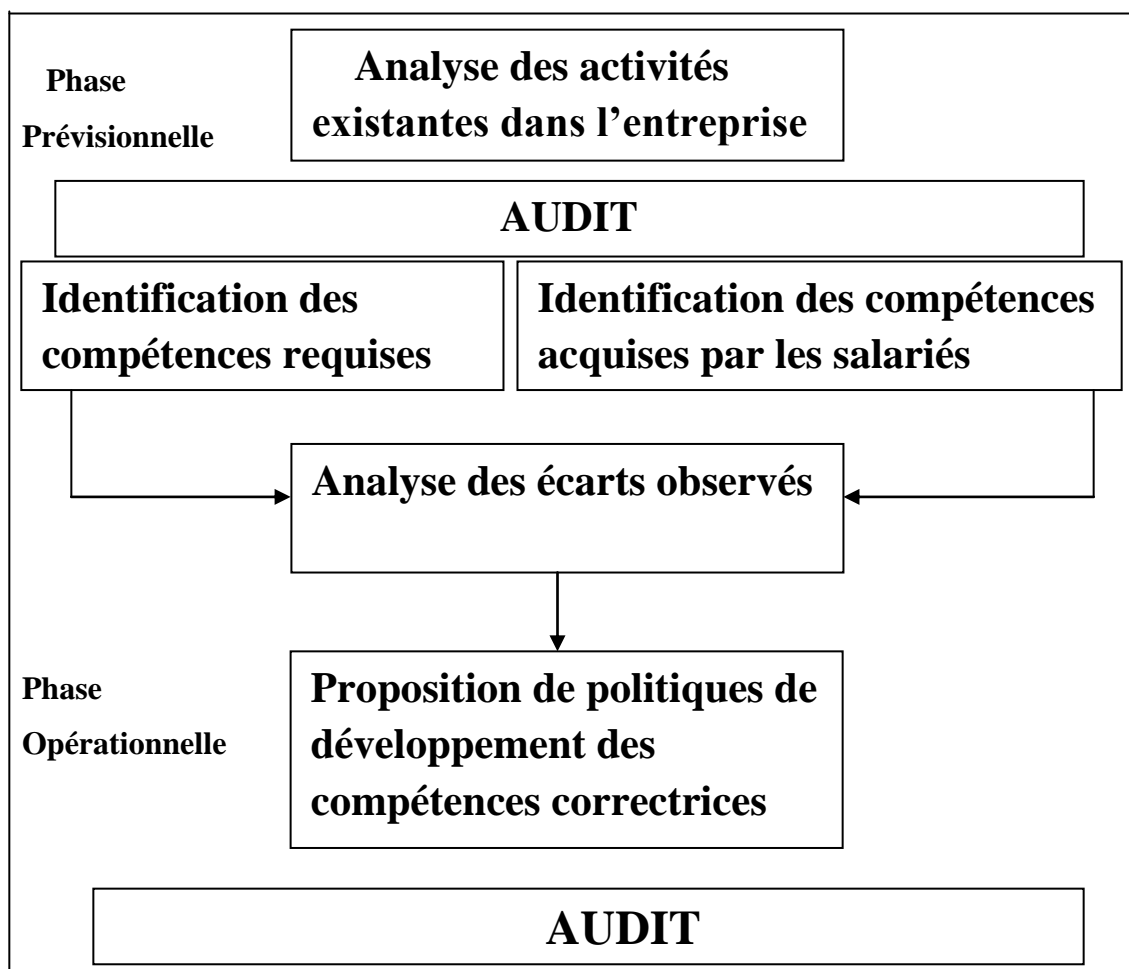 Phase
Prévisionnelle
Analyse des activités
existantes dans l’entreprise
AUDIT
Identification des
compétences requises
Identification des compétences
acquises par les salariés
Analyse des écarts observés
Phase
Opérationnelle
Proposition de politiques de
développement des
compétences correctrices
AUDIT